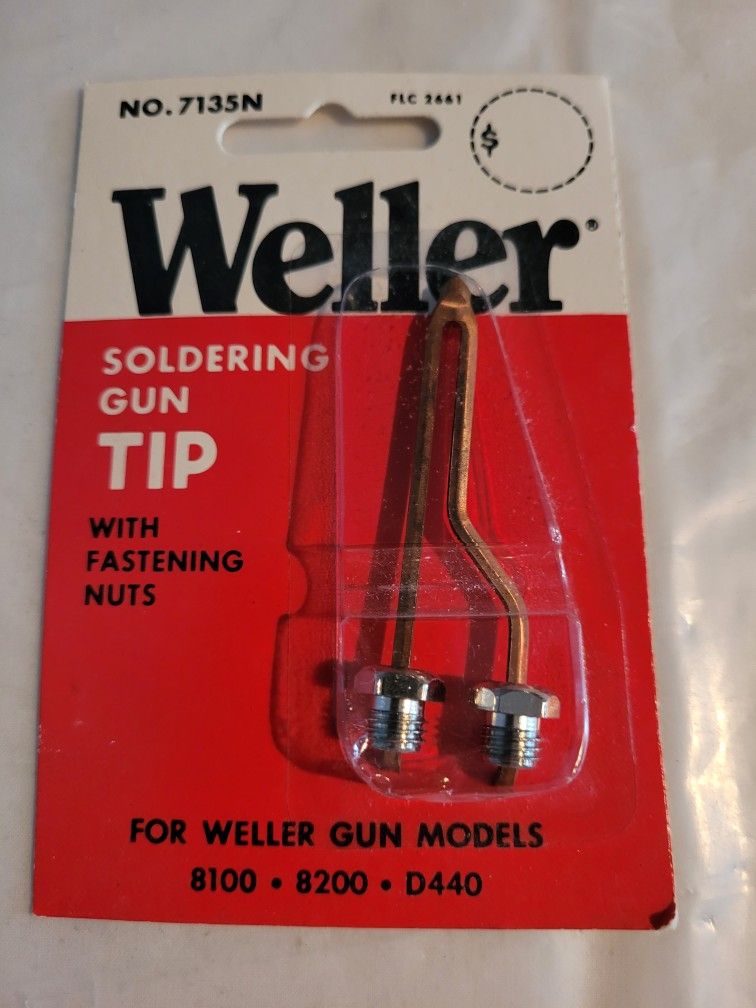 NO. 7135N FLC 2661
$
Weller®
SOLDERING
GUN
TIP
WITH
FASTENING
NUTS
FOR WELLER GUN MODELS
8100 • 8200 • D440